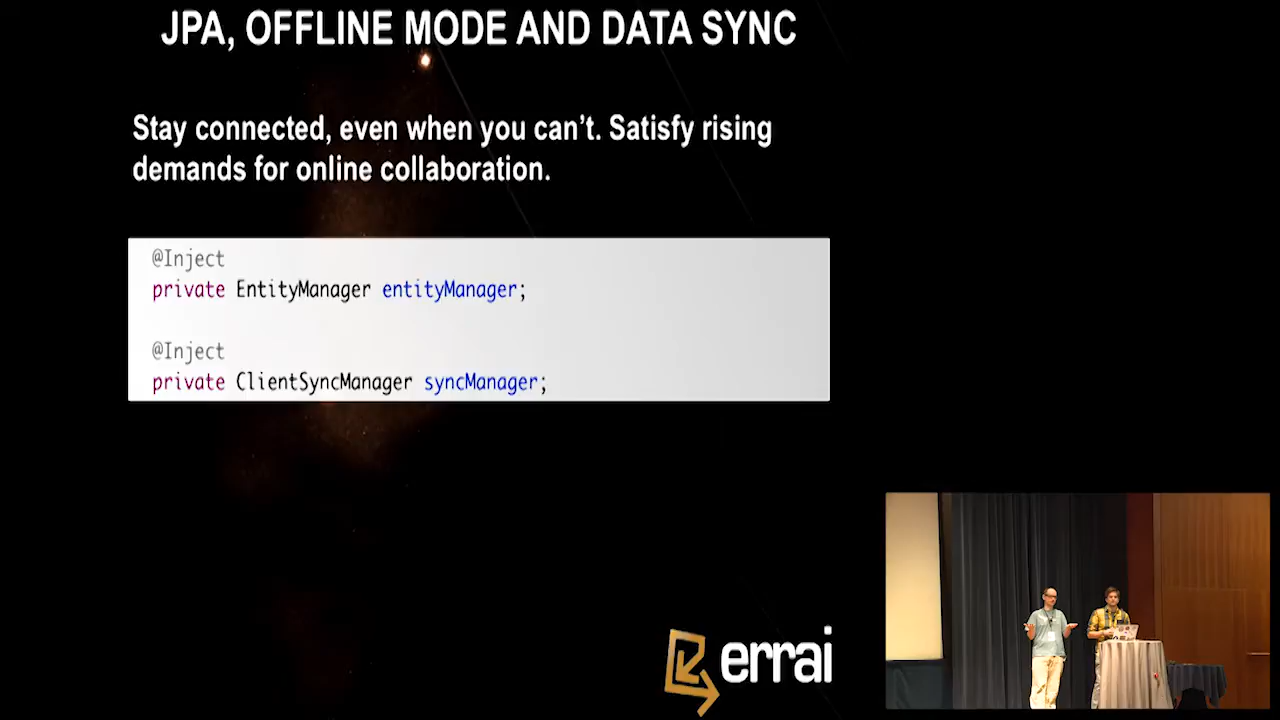 JPA, OFFLINE MODE AND DATA SYNC
Stay connected, even when you can't. Satisfy rising
demands for online collaboration.
@Inject
private EntityManager entityManager;
@Inject
private ClientSyncManager syncManager;
errai